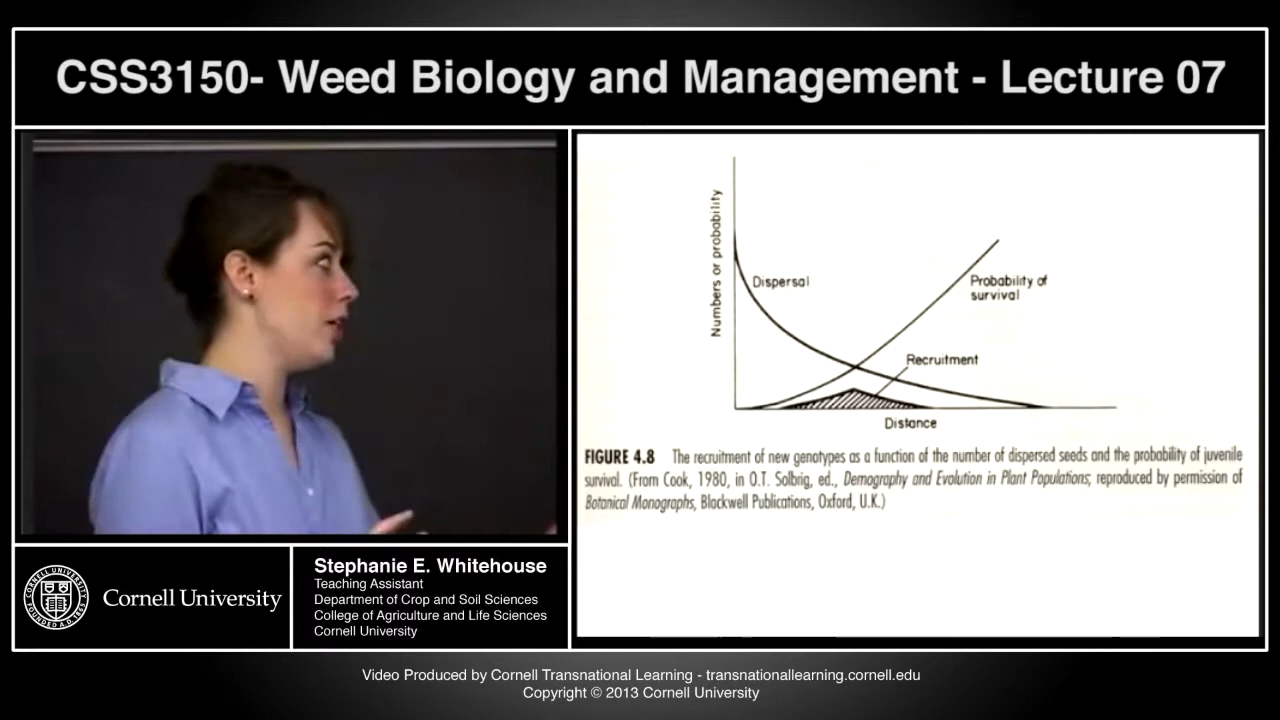 CSS3150- Weed Biology and Management - Lecture 07
Numbers or probability
Dispersal
Probability of
survival
Recruitment
Distance
FIGURE 4.8 The recruitment of new genotypes as a function of the number of dispersed seeds and the probability of juvenile
survival. (From Cook, 1980, in O.T. Solbrig, ed., Demography and Evolution in Plant Populations; reproduced by permission of
Botanical Monographs, Blackwell Publications, Oxford, U.K.)
CORNELL UNIVERSITY
FOUNDED A.D. 1865
Cornell University
Stephanie E. Whitehouse
Teaching Assistant
Department of Crop and Soil Sciences
College of Agriculture and Life Sciences
Cornell University
Video Produced by Cornell Transnational Learning - transnationallearning.cornell.edu
Copyright © 2013 Cornell University